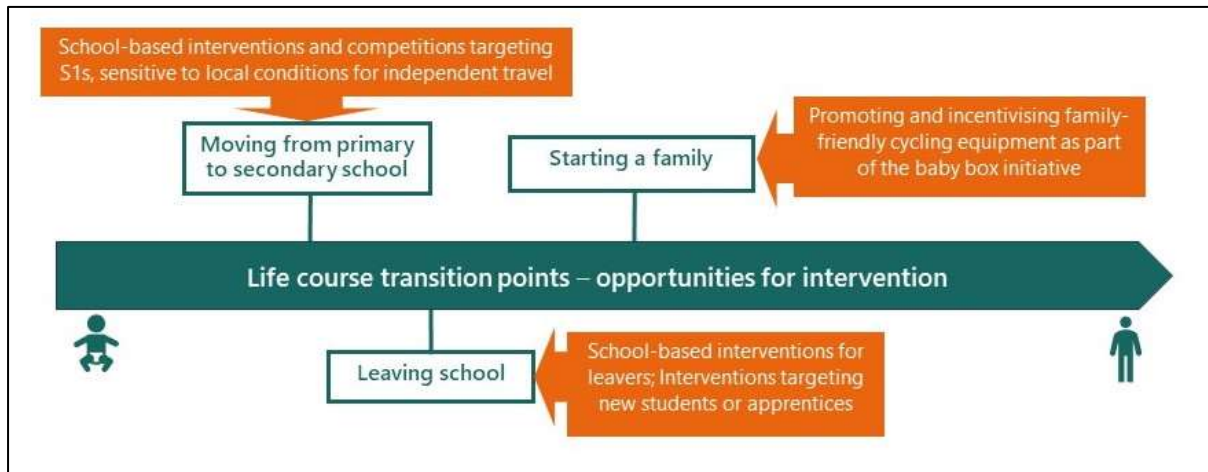 School-based interventions and competitions targeting
S1s, sensitive to local conditions for independent travel
Moving from primary
to secondary school
Starting a family
Promoting and incentivising family-
friendly cycling equipment as part
of the baby box initiative
Life course transition points – opportunities for intervention
Leaving school
School-based interventions for
leavers; Interventions targeting
new students or apprentices